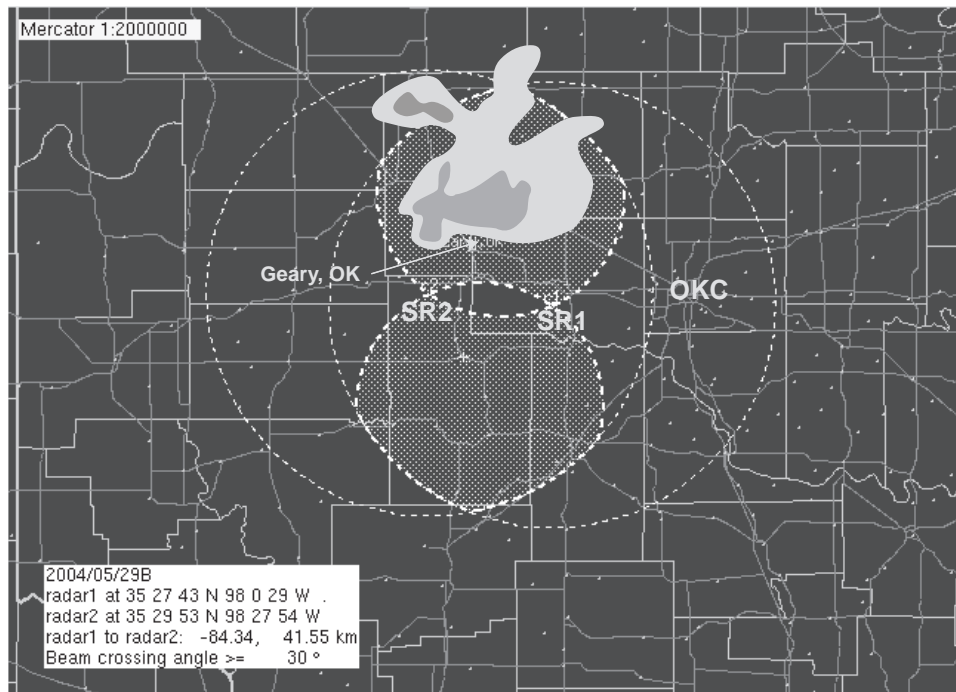 Mercator 1:2000000
Geary, OK
OKC
SR2
SR1
2004/05/29B
radar1 at 35 27 43 N 98 0 29 W .
radar2 at 35 29 53 N 98 27 54 W
radar1 to radar2: -84.34, 41.55 km
Beam crossing angle >= 30 °